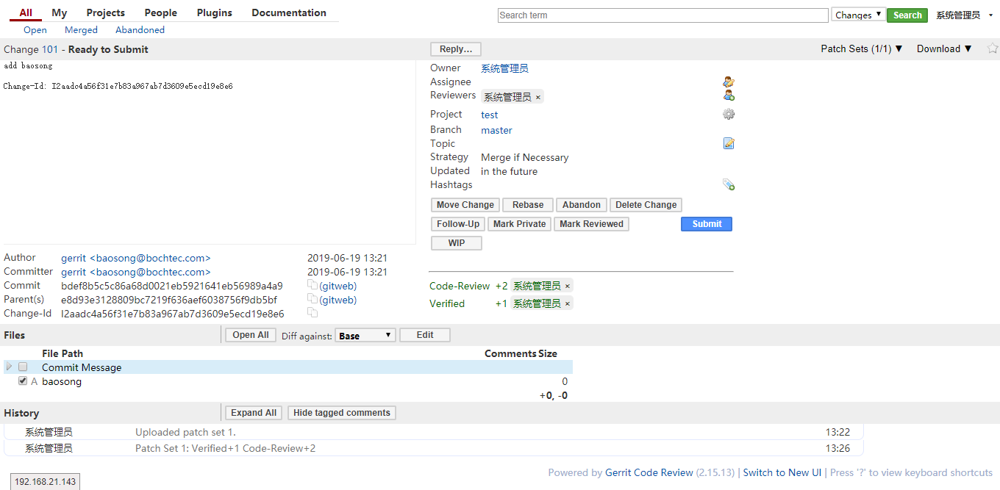 All My Projects People Plugins Documentation Search term Changes ▼ Search 系统管理员 ▼
Open Merged Abandoned
Change 101 - Ready to Submit Reply… Patch Sets (1/1) ▼ Download ▼
add baosong
Change-Id: I2aadc4a56f31e7b83a967ab7d3609e5ecd19e8e6
Owner 系统管理员
Assignee
Reviewers 系统管理员 ×
Project test
Branch master
Topic
Strategy Merge if Necessary
Updated in the future
Hashtags
Move Change Rebase Abandon Delete Change
Follow-Up Mark Private Mark Reviewed Submit
WIP
Author gerrit <baosong@bochtec.com> 2019-06-19 13:21
Committer gerrit <baosong@bochtec.com> 2019-06-19 13:21
Commit bdef8b5c5c86a68d0021eb5921641eb56989a4a9 (gitweb)
Parent(s) e8d93e3128809bc7219f636aef6038756f9db5bf (gitweb)
Change-Id I2aadc4a56f31e7b83a967ab7d3609e5ecd19e8e6
Code-Review +2 系统管理员 ×
Verified +1 系统管理员 ×
Files Open All Diff against: Base ▼ Edit
File Path Comments Size
Commit Message
A baosong 0
+0, -0
History Expand All Hide tagged comments
系统管理员 Uploaded patch set 1. 13:22
系统管理员 Patch Set 1: Verified+1 Code-Review+2 13:26
Powered by Gerrit Code Review (2.15.13) | Switch to New UI | Press '?' to view keyboard shortcuts
192.168.21.143